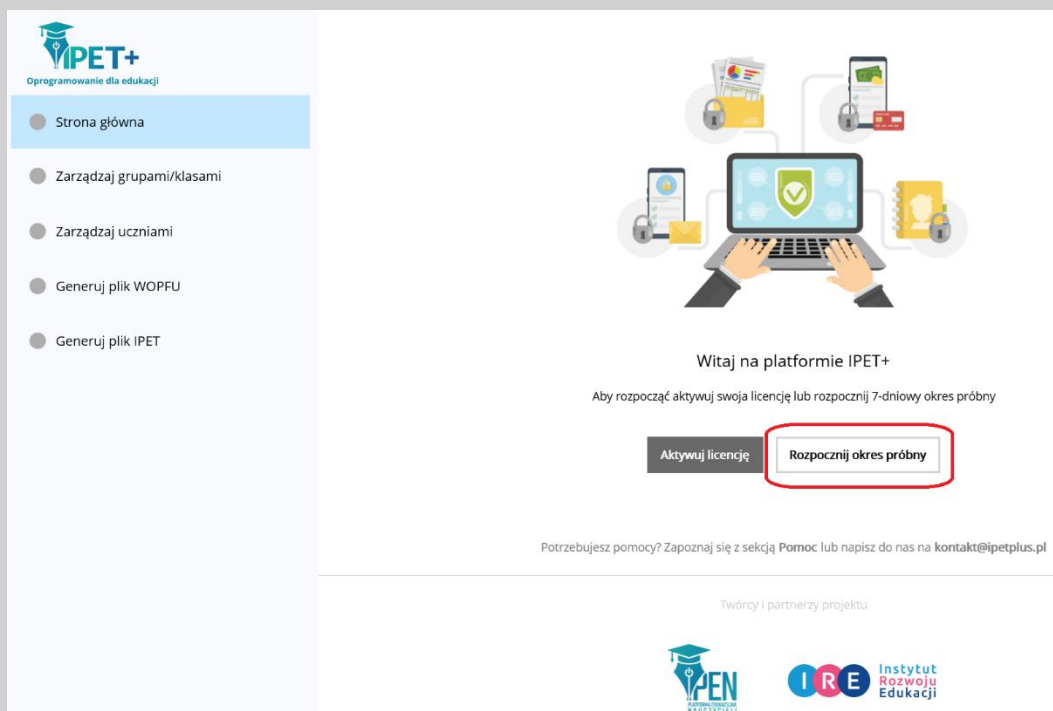 IPET+
Oprogramowanie dla edukacji
Strona główna
Zarządzaj grupami/klasami
Zarządzaj uczniami
Generuj plik WOPFU
Generuj plik IPET
Witaj na platformie IPET+
Aby rozpocząć aktywuj swoja licencję lub rozpocznij 7-dniowy okres próbny
Aktywuj licencję
Rozpocznij okres próbny
Potrzebujesz pomocy? Zapoznaj się z sekcją Pomoc lub napisz do nas na kontakt@ipetplus.pl
Twórcy i partnerzy projektu
PEN
PLATFORMA EDUKACYJNA
IRE
Instytut
Rozwoju
Edukacji